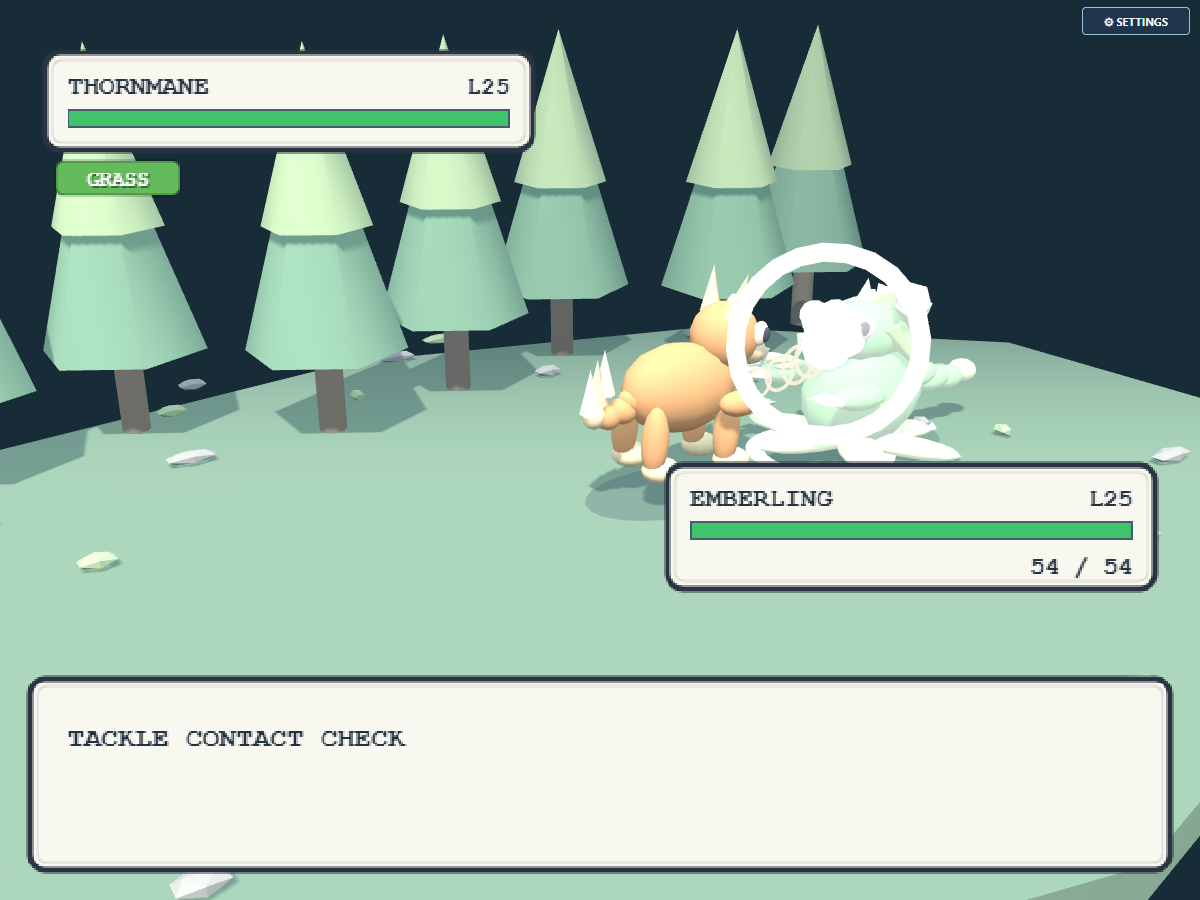 ⚙ SETTINGS
THORNMANE L25
GRASS
EMBERLING L25
54 / 54
TACKLE CONTACT CHECK